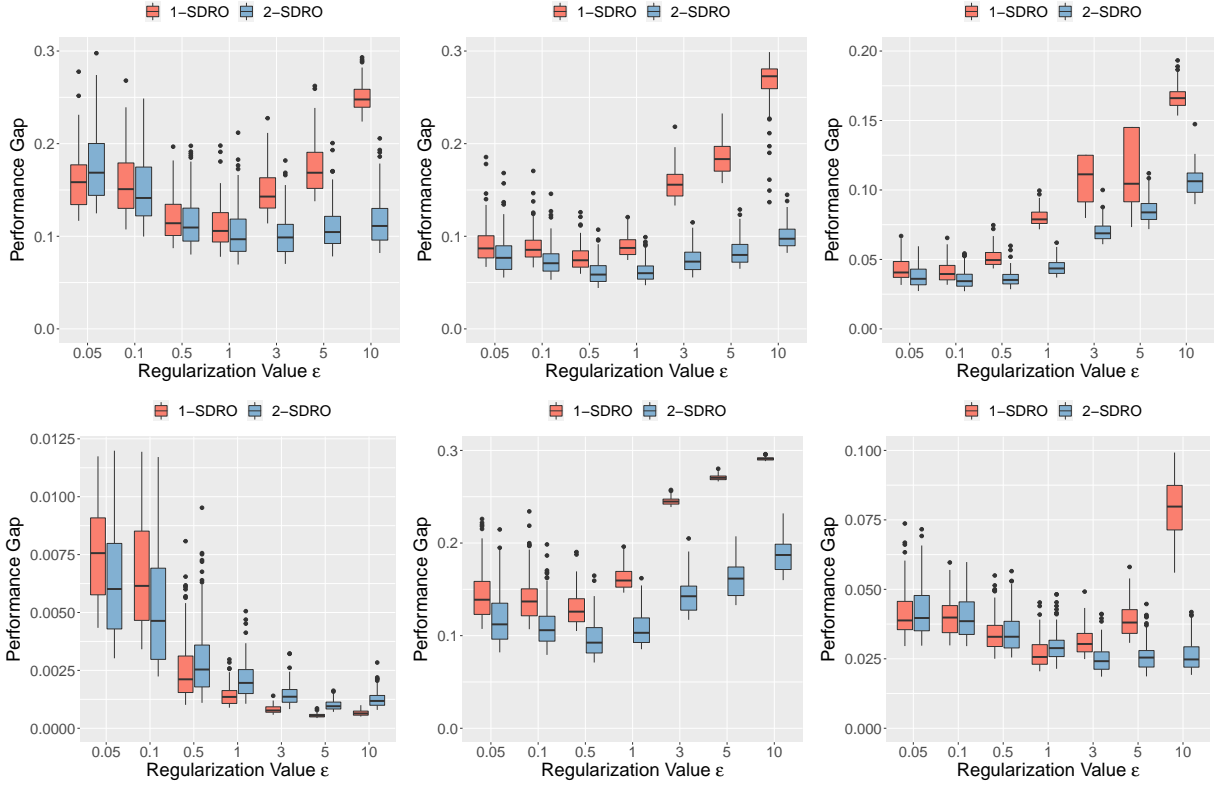 1−SDRO 2−SDRO
0.3
0.2
0.1
0.0
Performance Gap
0.05 0.1 0.5 1 3 5 10
Regularization Value ε
1−SDRO 2−SDRO
0.3
0.2
0.1
0.0
Performance Gap
0.05 0.1 0.5 1 3 5 10
Regularization Value ε
1−SDRO 2−SDRO
0.20
0.15
0.10
0.05
0.00
Performance Gap
0.05 0.1 0.5 1 3 5 10
Regularization Value ε
1−SDRO 2−SDRO
0.0125
0.0100
0.0075
0.0050
0.0025
0.0000
Performance Gap
0.05 0.1 0.5 1 3 5 10
Regularization Value ε
1−SDRO 2−SDRO
0.3
0.2
0.1
0.0
Performance Gap
0.05 0.1 0.5 1 3 5 10
Regularization Value ε
1−SDRO 2−SDRO
0.100
0.075
0.050
0.025
0.000
Performance Gap
0.05 0.1 0.5 1 3 5 10
Regularization Value ε